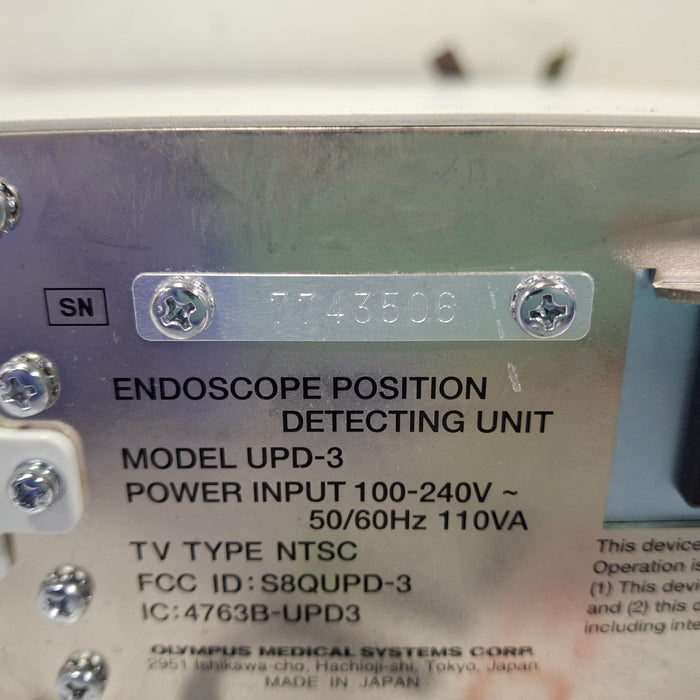 SN
7743506
ENDOSCOPE POSITION
DETECTING UNIT
MODEL UPD-3
POWER INPUT 100-240V ~
50/60Hz 110VA
TV TYPE NTSC
FCC ID:S8QUPD-3
IC:4763B-UPD3
OLYMPUS MEDICAL SYSTEMS CORP.
2951 Ishikawa-cho, Hachioji-shi, Tokyo, Japan
MADE IN JAPAN
This device
Operation is
(1) This devi
and (2) this d
including inte